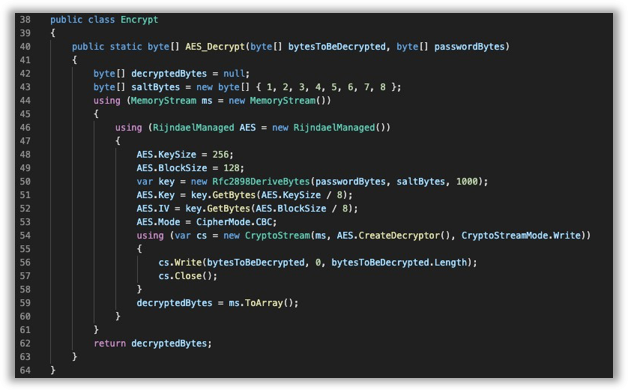 38 public class Encrypt
39 {
40 public static byte[] AES_Decrypt(byte[] bytesToBeDecrypted, byte[] passwordBytes)
41 {
42 byte[] decryptedBytes = null;
43 byte[] saltBytes = new byte[] { 1, 2, 3, 4, 5, 6, 7, 8 };
44 using (MemoryStream ms = new MemoryStream())
45 {
46 using (RijndaelManaged AES = new RijndaelManaged())
47 {
48 AES.KeySize = 256;
49 AES.BlockSize = 128;
50 var key = new Rfc2898DeriveBytes(passwordBytes, saltBytes, 1000);
51 AES.Key = key.GetBytes(AES.KeySize / 8);
52 AES.IV = key.GetBytes(AES.BlockSize / 8);
53 AES.Mode = CipherMode.CBC;
54 using (var cs = new CryptoStream(ms, AES.CreateDecryptor(), CryptoStreamMode.Write))
55 {
56 cs.Write(bytesToBeDecrypted, 0, bytesToBeDecrypted.Length);
57 cs.Close();
58 }
59 decryptedBytes = ms.ToArray();
60 }
61 }
62 return decryptedBytes;
63 }
64 }